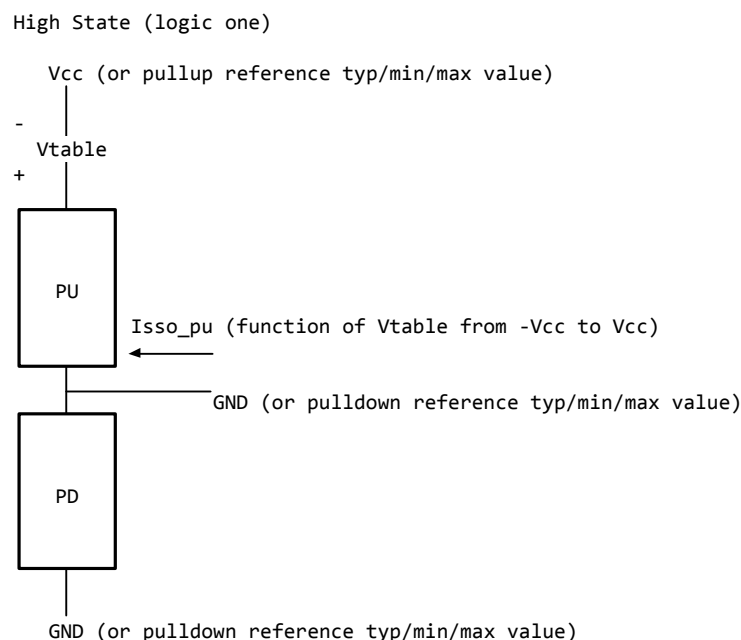 High State (logic one)
Vcc (or pullup reference typ/min/max value)
-
Vtable
+
PU
Isso_pu (function of Vtable from -Vcc to Vcc)
GND (or pulldown reference typ/min/max value)
PD
GND (or pulldown reference typ/min/max value)